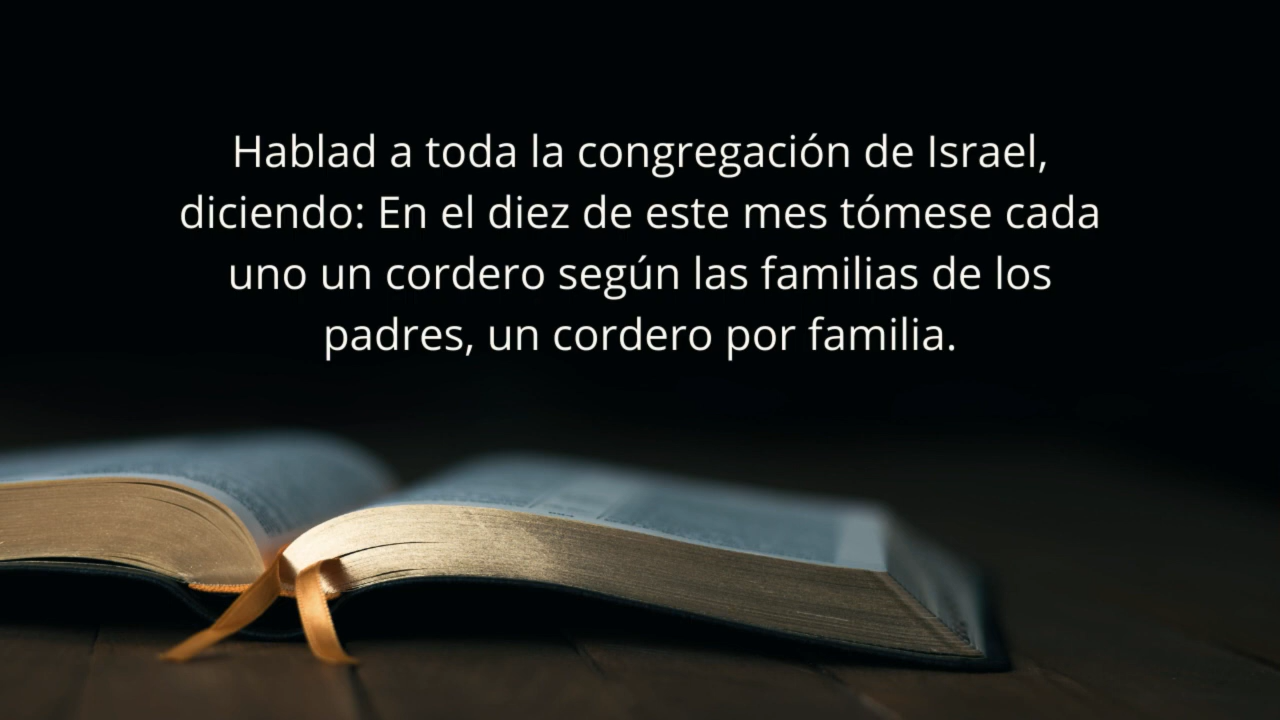 Hablad a toda la congregación de Israel,
diciendo: En el diez de este mes tómese cada
uno un cordero según las familias de los
padres, un cordero por familia.